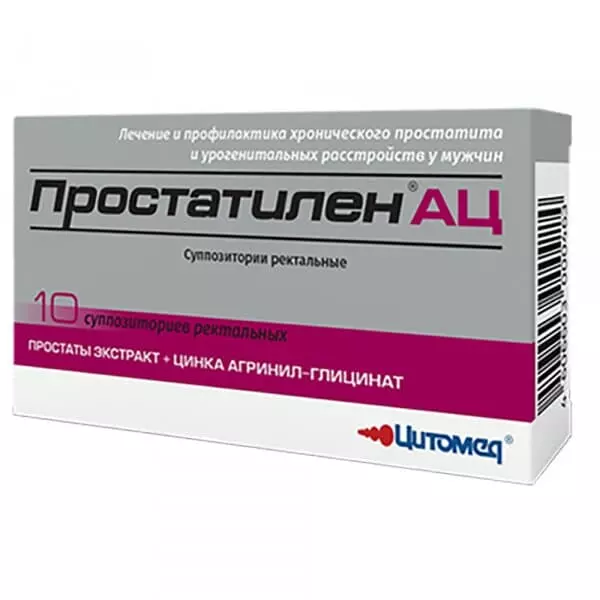 Лечение и профилактика хронического простатита
и урогенитальных расстройств у мужчин
ПРОСТАТИЛЕН® АЦ
Суппозитории ректальные
10 суппозиториев ректальных
ПРОСТАТЫ ЭКСТРАКТ + ЦИНКА АГРИНИЛ-ГЛИЦИНАТ
Цитомед®